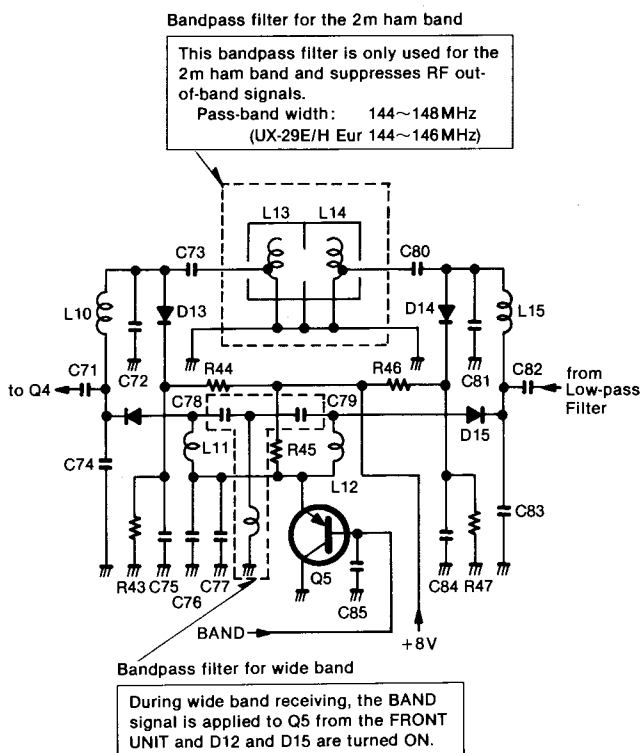 Bandpass filter for the 2m ham band
This bandpass filter is only used for the
2m ham band and suppresses RF out-
of-band signals.
Pass-band width: 144~148MHz
(UX-29E/H Eur 144~146MHz)
L13 L14
C73 C80
L10 D13 D14 L15
C71 C72 R44 R46 C81 C82 from
to Q4 Low-pass
Filter
C78 C79
L11 R45 D15
C74 L12
C83
R43 C75 C76 C77 Q5 C85 C84 R47
BAND +8V
Bandpass filter for wide band
During wide band receiving, the BAND
signal is applied to Q5 from the FRONT
UNIT and D12 and D15 are turned ON.